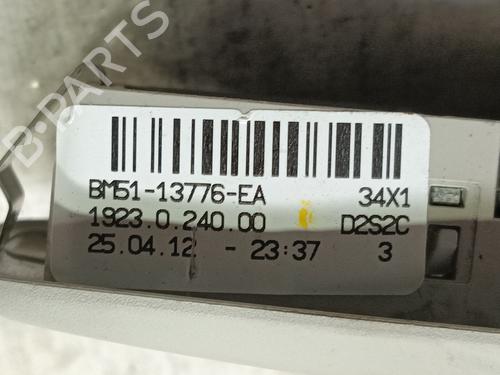 B-PARTS
BM51-13776-EA 34X1
1923.0.240.00 D2S2C
25.04.12 - 23:37 3